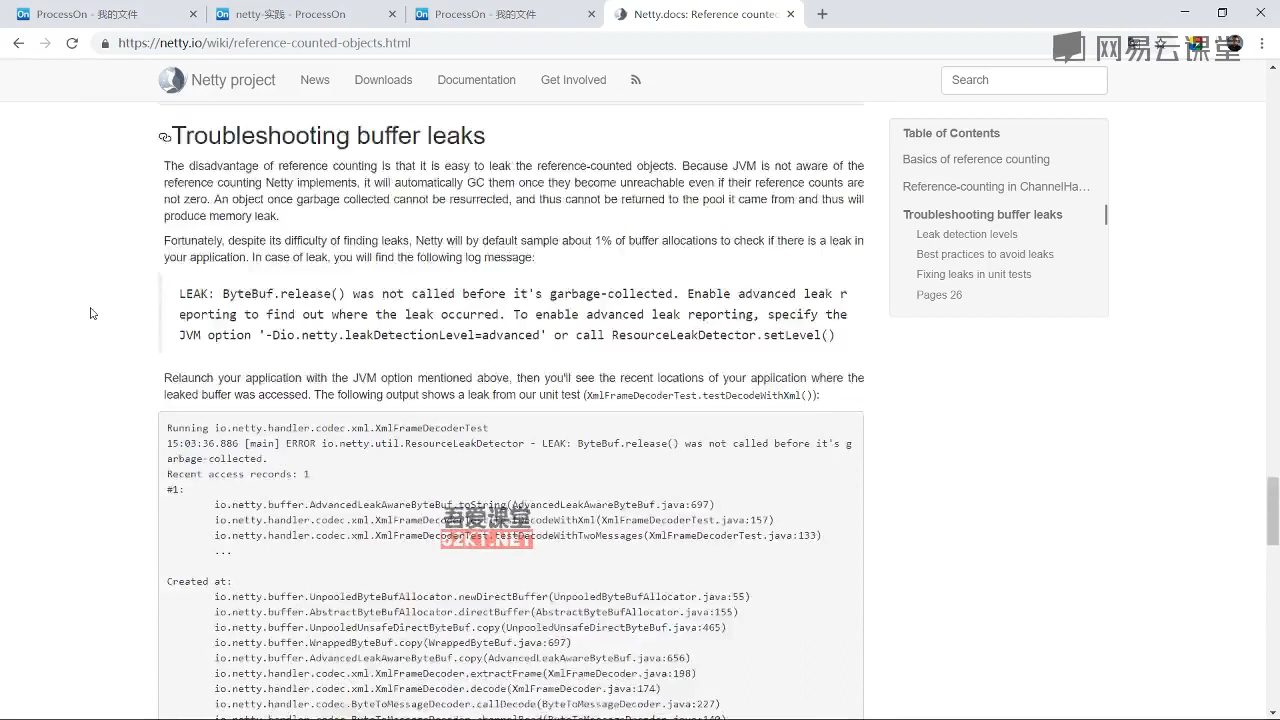 ProcessOn - 我的文件
netty-实践 - ProcessOn
ProcessOn - 我的文件
Netty.docs: Reference counted
https://netty.io/wiki/reference-counted-objects.html
网易云课堂
Netty project
News
Downloads
Documentation
Get Involved
Search
Troubleshooting buffer leaks
The disadvantage of reference counting is that it is easy to leak the reference-counted objects. Because JVM is not aware of the
reference counting Netty implements, it will automatically GC them once they become unreachable even if their reference counts are
not zero. An object once garbage collected cannot be resurrected, and thus cannot be returned to the pool it came from and thus will
produce memory leak.
Fortunately, despite its difficulty of finding leaks, Netty will by default sample about 1% of buffer allocations to check if there is a leak in
your application. In case of leak, you will find the following log message:
LEAK: ByteBuf.release() was not called before it's garbage-collected. Enable advanced leak r
eporting to find out where the leak occurred. To enable advanced leak reporting, specify the
JVM option '-Dio.netty.leakDetectionLevel=advanced' or call ResourceLeakDetector.setLevel()
Relaunch your application with the JVM option mentioned above, then you'll see the recent locations of your application where the
leaked buffer was accessed. The following output shows a leak from our unit test (XmlFrameDecoderTest.testDecodeWithXml()):
Running io.netty.handler.codec.xml.XmlFrameDecoderTest
15:03:36.886 [main] ERROR io.netty.util.ResourceLeakDetector - LEAK: ByteBuf.release() was not called before it's g
arbage-collected.
Recent access records: 1
#1:
io.netty.buffer.AdvancedLeakAwareByteBuf.toString(AdvancedLeakAwareByteBuf.java:697)
io.netty.handler.codec.xml.XmlFrameDecoderTest.testDecodeWithXml(XmlFrameDecoderTest.java:157)
io.netty.handler.codec.xml.XmlFrameDecoderTest.testDecodeWithTwoMessages(XmlFrameDecoderTest.java:133)
...
吾爱课堂
52KT.NET
Created at:
io.netty.buffer.UnpooledByteBufAllocator.newDirectBuffer(UnpooledByteBufAllocator.java:55)
io.netty.buffer.AbstractByteBufAllocator.directBuffer(AbstractByteBufAllocator.java:155)
io.netty.buffer.UnpooledUnsafeDirectByteBuf.copy(UnpooledUnsafeDirectByteBuf.java:465)
io.netty.buffer.WrappedByteBuf.copy(WrappedByteBuf.java:697)
io.netty.buffer.AdvancedLeakAwareByteBuf.copy(AdvancedLeakAwareByteBuf.java:656)
io.netty.handler.codec.xml.XmlFrameDecoder.extractFrame(XmlFrameDecoder.java:198)
io.netty.handler.codec.xml.XmlFrameDecoder.decode(XmlFrameDecoder.java:174)
io.netty.handler.codec.ByteToMessageDecoder.callDecode(ByteToMessageDecoder.java:227)
io.netty.handler.codec.ByteToMessageDecoder.channelRead(ByteToMessageDecoder.java:140)
Table of Contents
Basics of reference counting
Reference-counting in ChannelHa...
Troubleshooting buffer leaks
Leak detection levels
Best practices to avoid leaks
Fixing leaks in unit tests
Pages 26